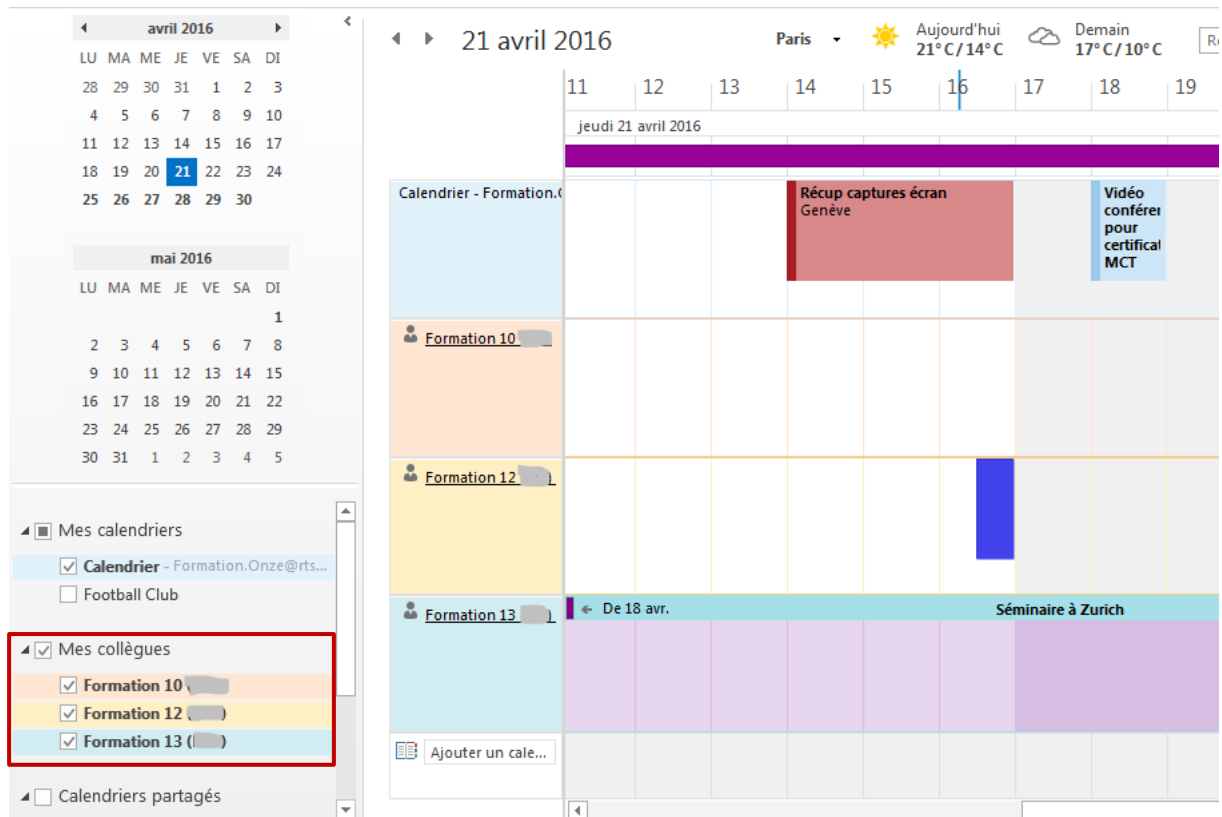 avril 2016
LU MA ME JE VE SA DI
28 29 30 31 1 2 3
4 5 6 7 8 9 10
11 12 13 14 15 16 17
18 19 20 21 22 23 24
25 26 27 28 29 30
mai 2016
LU MA ME JE VE SA DI
1
2 3 4 5 6 7 8
9 10 11 12 13 14 15
16 17 18 19 20 21 22
23 24 25 26 27 28 29
30 31 1 2 3 4 5
Mes calendriers
Calendrier - Formation.Onze@rts...
Football Club
Mes collègues
Formation 10
Formation 12 )
Formation 13 ( )
Calendriers partagés
21 avril 2016
Paris
Aujourd'hui
21°C/14°C
Demain
17°C/10°C
11 12 13 14 15 16 17 18 19
jeudi 21 avril 2016
Calendrier - Formation.
Récup captures écran
Genève
Vidéo
conférer
pour
certificat
MCT
Formation 10
Formation 12 )
Formation 13 )
← De 18 avr.
Séminaire à Zurich
Ajouter un cale...